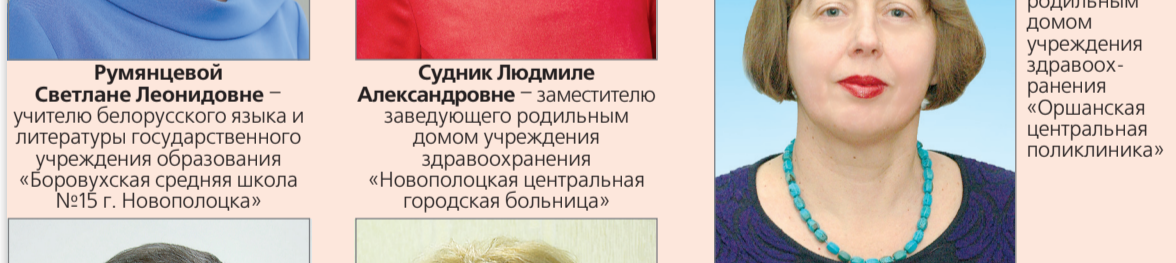 Румянцевой
Светлане Леонидовне –
учителю белорусского языка и
литературы государственного
учреждения образования
«Боровухская средняя школа
№15 г. Новополоцка»
Судник Людмиле
Александровне – заместителю
заведующего родильным
домом учреждения
здравоохранения
«Новополоцкая центральная
городская больница»
родильным
домом
учреждения
здравоох-
ранения
«Оршанская
центральная
поликлиника»